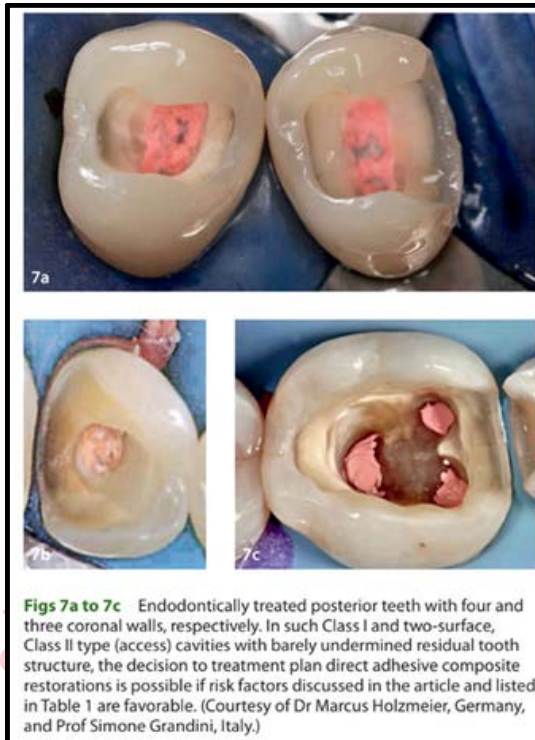 7a
7b
7c
Figs 7a to 7c Endodontically treated posterior teeth with four and
three coronal walls, respectively. In such Class I and two-surface,
Class II type (access) cavities with barely undermined residual tooth
structure, the decision to treatment plan direct adhesive composite
restorations is possible if risk factors discussed in the article and listed
in Table 1 are favorable. (Courtesy of Dr Marcus Holzmeier, Germany,
and Prof Simone Grandini, Italy.)